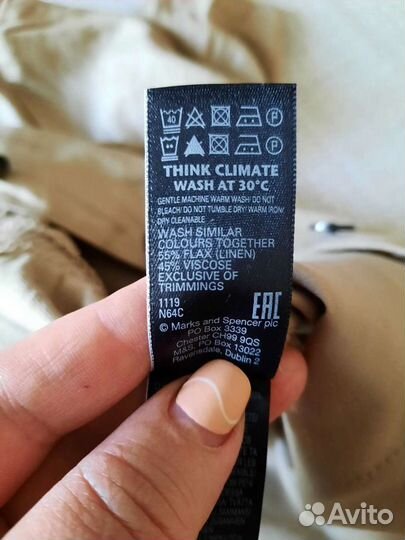 40 P
THINK CLIMATE
WASH AT 30°C
GENTLE MACHINE WARM WASH/ DO NOT
BLEACH/ DO NOT TUMBLE DRY/ WARM IRON/
DRY CLEANABLE
WASH SIMILAR
COLOURS TOGETHER
55% FLAX (LINEN)
45% VISCOSE
EXCLUSIVE OF
TRIMMINGS
1119
N64C
EAC
© Marks and Spencer plc
PO Box 3339
Chester CH99 9QS
M&S, PO Box 13022
Ravensdale, Dublin 2
Avito